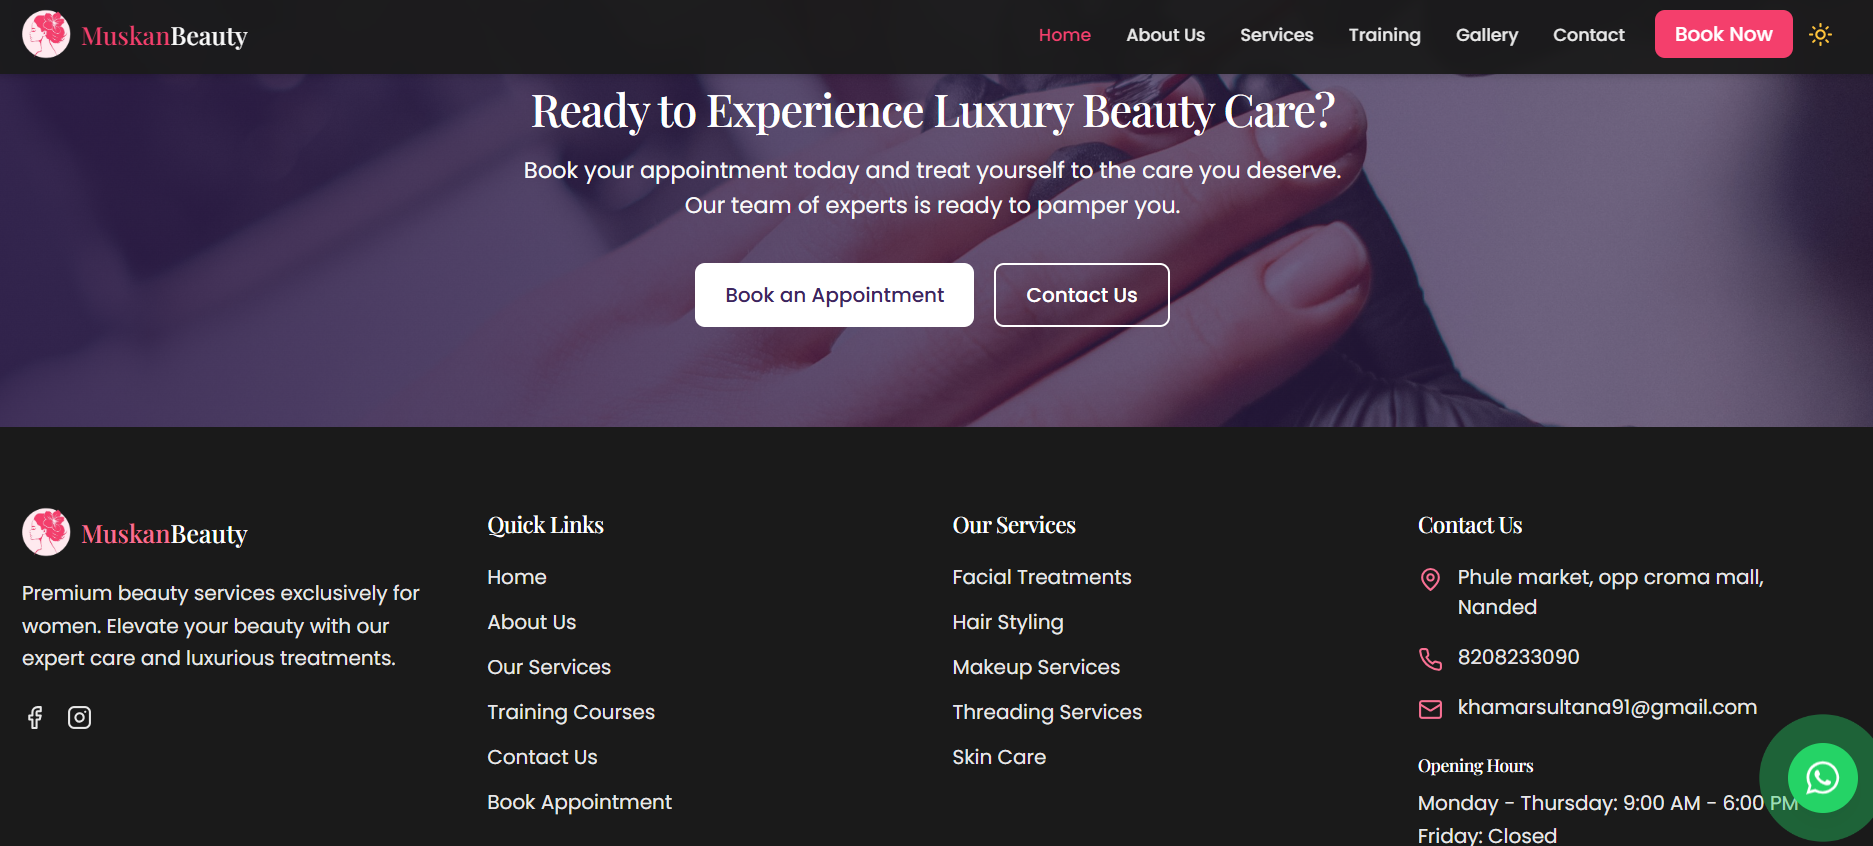 MuskanBeauty
Home
About Us
Services
Training
Gallery
Contact
Book Now
Ready to Experience Luxury Beauty Care?
Book your appointment today and treat yourself to the care you deserve.
Our team of experts is ready to pamper you.
Book an Appointment
Contact Us
MuskanBeauty
Premium beauty services exclusively for
women. Elevate your beauty with our
expert care and luxurious treatments.
Quick Links
Home
About Us
Our Services
Training Courses
Contact Us
Book Appointment
Our Services
Facial Treatments
Hair Styling
Makeup Services
Threading Services
Skin Care
Contact Us
Phule market, opp croma mall,
Nanded
8208233090
khamarsultana91@gmail.com
Opening Hours
Monday - Thursday: 9:00 AM - 6:00 PM
Friday: Closed